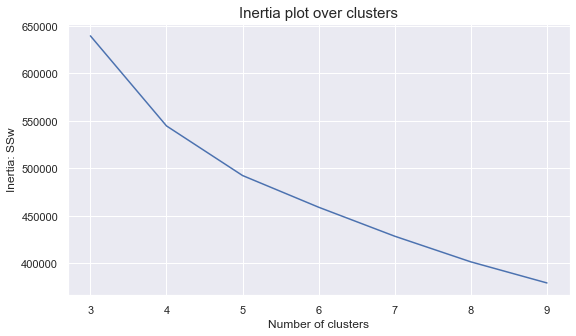 Inertia plot over clusters
650000
600000
550000
500000
450000
400000
Inertia: SSw
3 4 5 6 7 8 9
Number of clusters